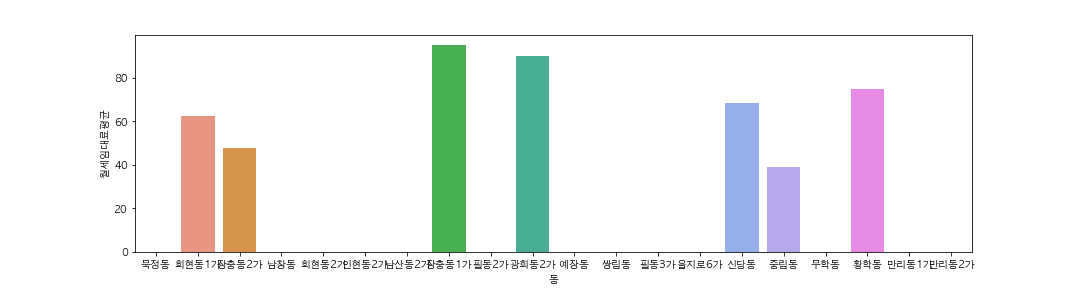 80
60
40
20
0
월세임대료평균
묵정동 회현동1가 장충동2가 남창동 회현동2가 인현동2가 남산동2가 장충동1가 필동2가 광희동2가 예장동 쌍림동 필동3가 을지로6가 신당동 중림동 무학동 황학동 만리동1가 만리동2가
동